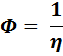 Φ = 1/η